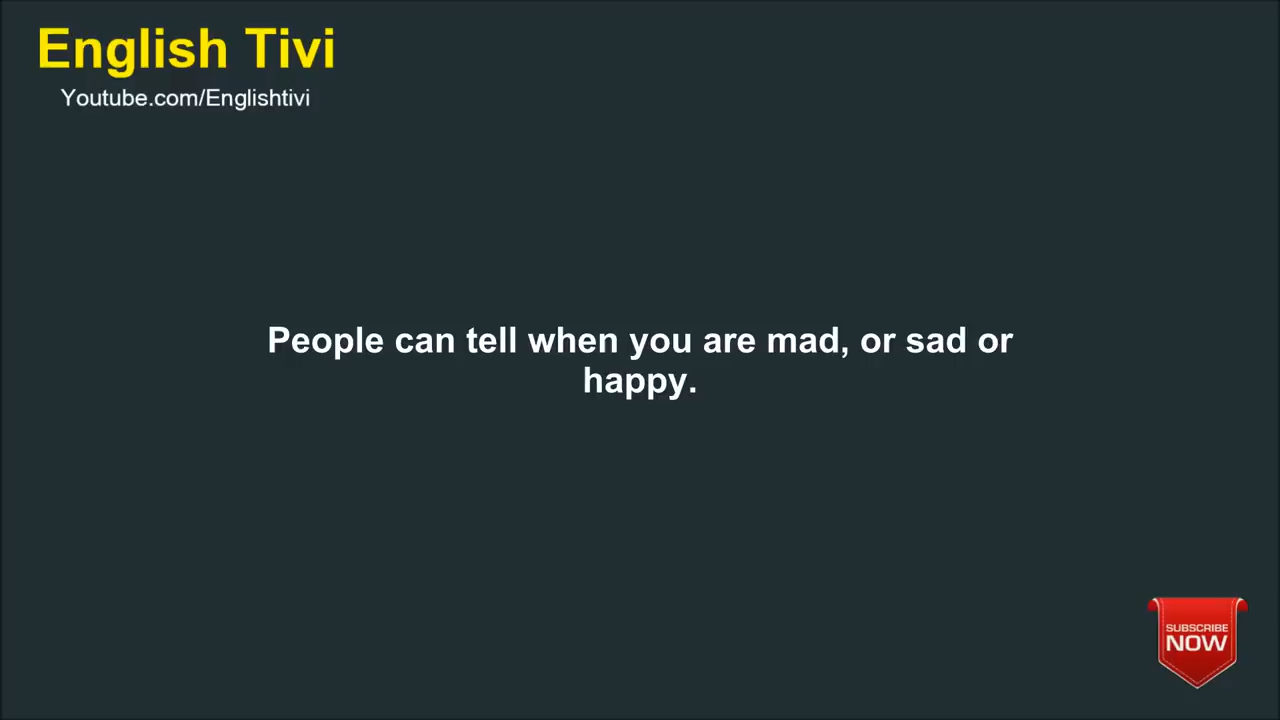 English Tivi
Youtube.com/Englishtivi
People can tell when you are mad, or sad or
happy.
SUBSCRIBE
NOW